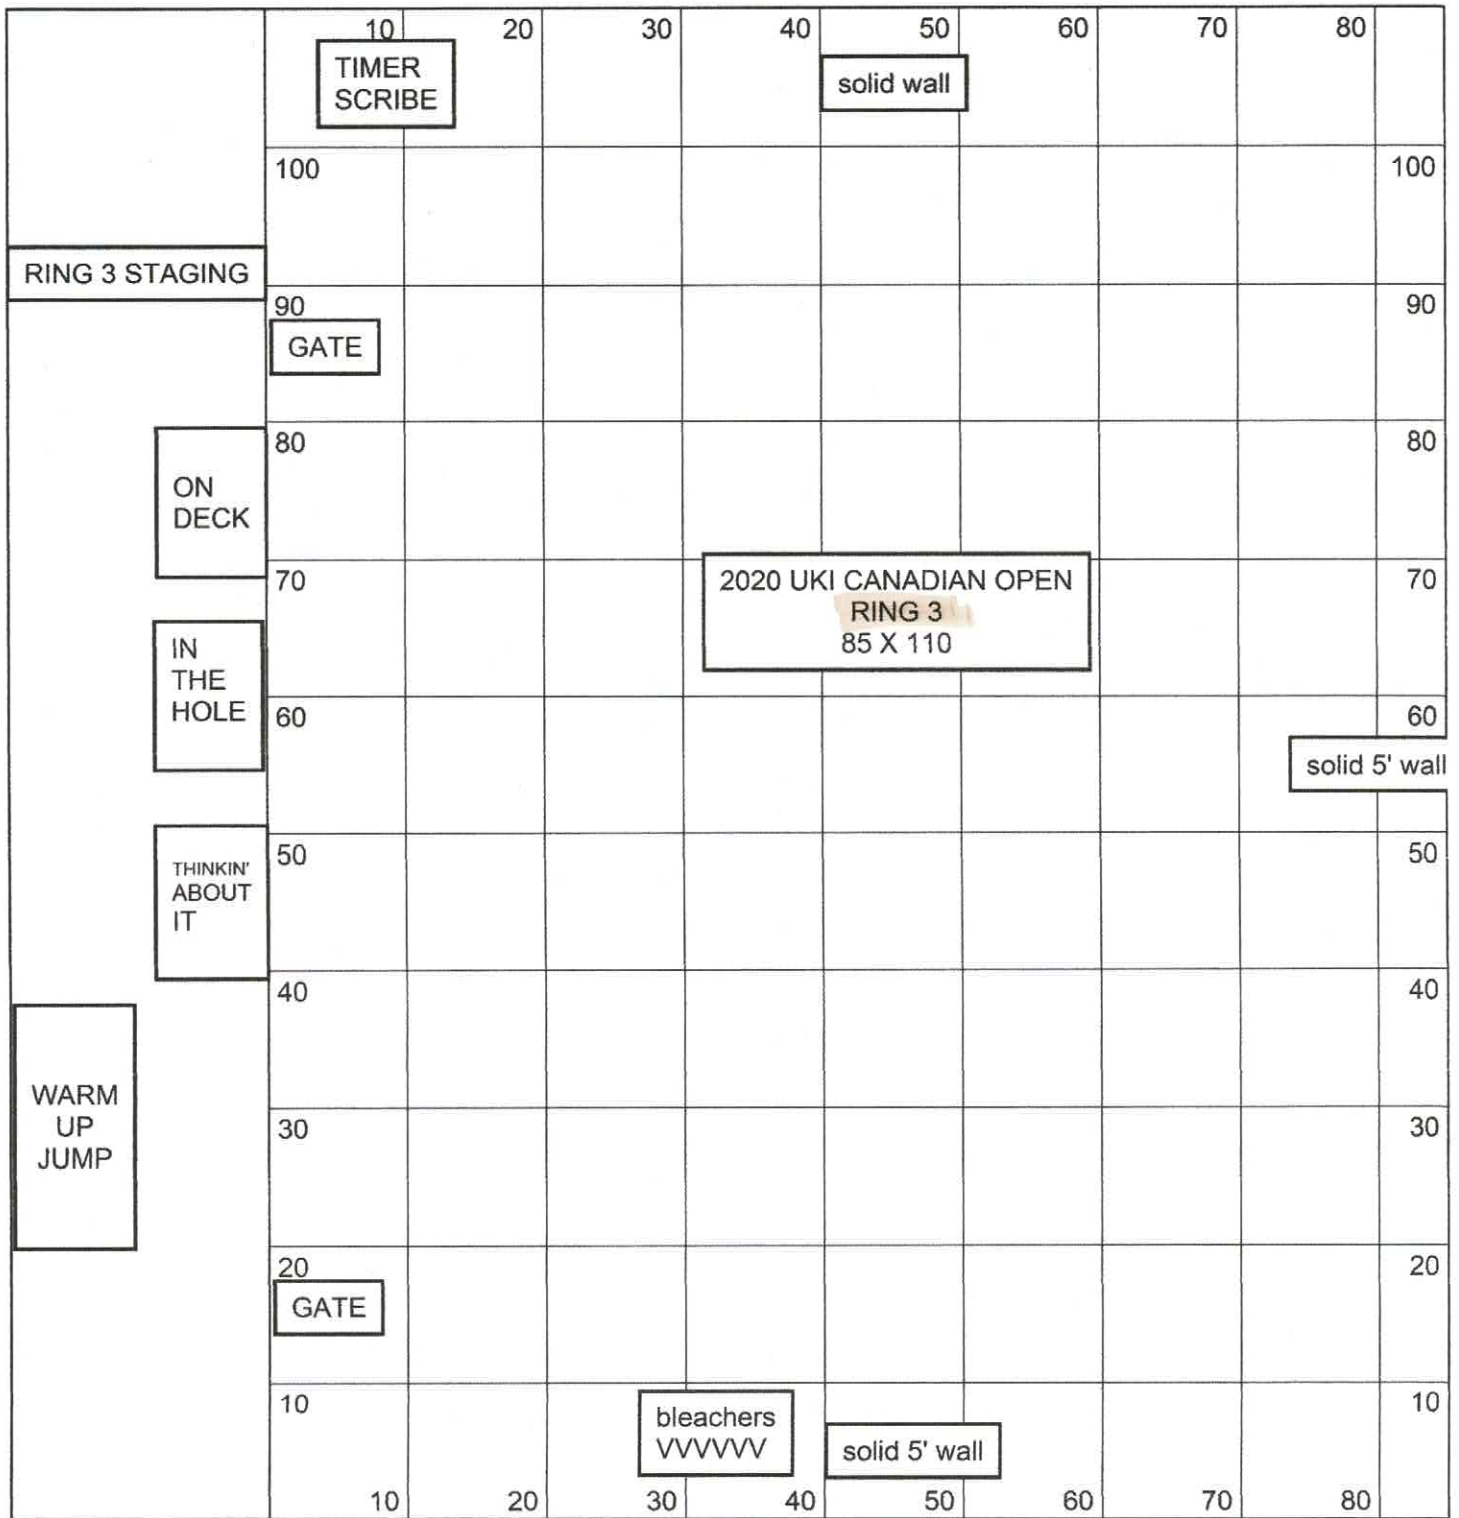 10 20 30 40 50 60 70 80
TIMER
SCRIBE
solid wall
100 100
RING 3 STAGING
90 90
GATE
80 80
ON
DECK
70 70
2020 UKI CANADIAN OPEN
RING 3
85 X 110
IN
THE
HOLE
60 60
solid 5' wall
50 50
THINKIN'
ABOUT
IT
40 40
WARM
UP
JUMP
30 30
20 20
GATE
10 10
bleachers
VVVVVV
solid 5' wall
10 20 30 40 50 60 70 80